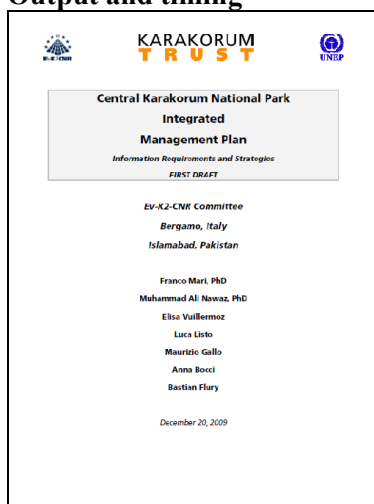 Output and timing
KARAKORUM
TRUST
Ev-K2-CNR
UNEP
Central Karakorum National Park
Integrated
Management Plan
Information Requirements and Strategies
FIRST DRAFT
Ev-K2-CNR Committee
Bergamo, Italy
Islamabad, Pakistan
Franco Mari, PhD
Muhammad Ali Nawaz, PhD
Elisa Vuillermoz
Luca Listo
Maurizio Gallo
Anna Bocci
Bastian Flury
December 20, 2009